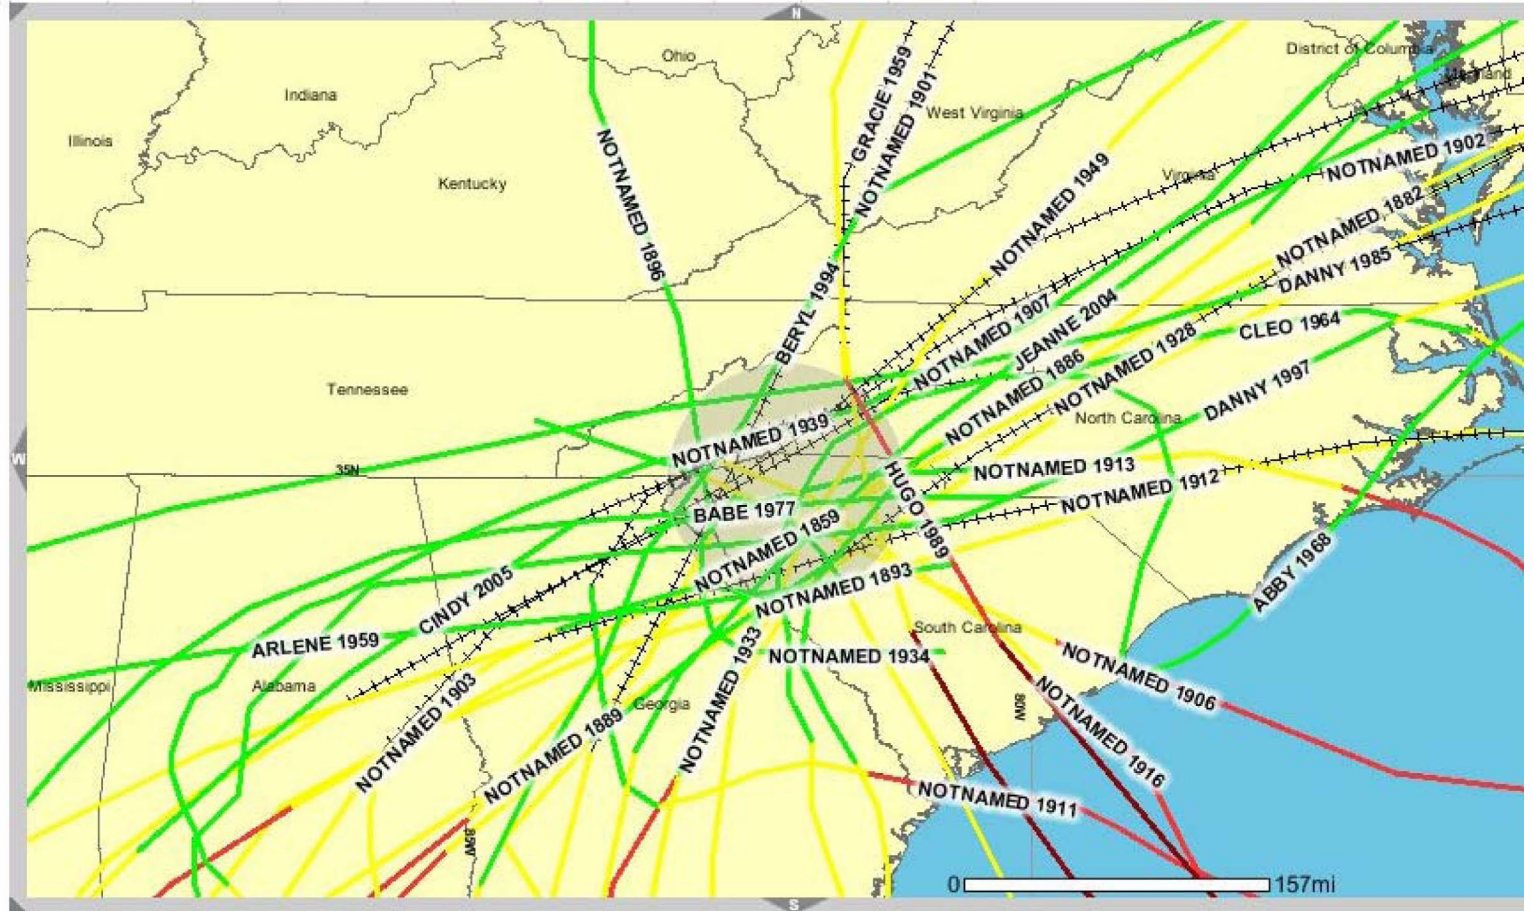 N
Ohio
District of Columbia
Indiana
GRACIE 1959
NOTNAMED 1901
West Virginia
Illinois
NOTNAMED 1896
NOTNAMED 1902
Kentucky
NOTNAMED 1949
Virginia
NOTNAMED 1882
BERYL 1994
DANNY 1985
NOTNAMED 1907
JEANNE 2004
CLEO 1964
NOTNAMED 1886
NOTNAMED 1928
Tennessee
DANNY 1997
North Carolina
NOTNAMED 1939
W
35N
NOTNAMED 1913
NOTNAMED 1912
HUGO 1989
BABE 1977
NOTNAMED 1859
ABBY 1968
NOTNAMED 1893
CINDY 2005
ARLENE 1959
South Carolina
NOTNAMED 1934
NOTNAMED 1933
Mississippi
Alabama
NOTNAMED 1903
Georgia
NOTNAMED 1906
80W
NOTNAMED 1889
NOTNAMED 1916
NOTNAMED 1911
85W
0 157mi
S